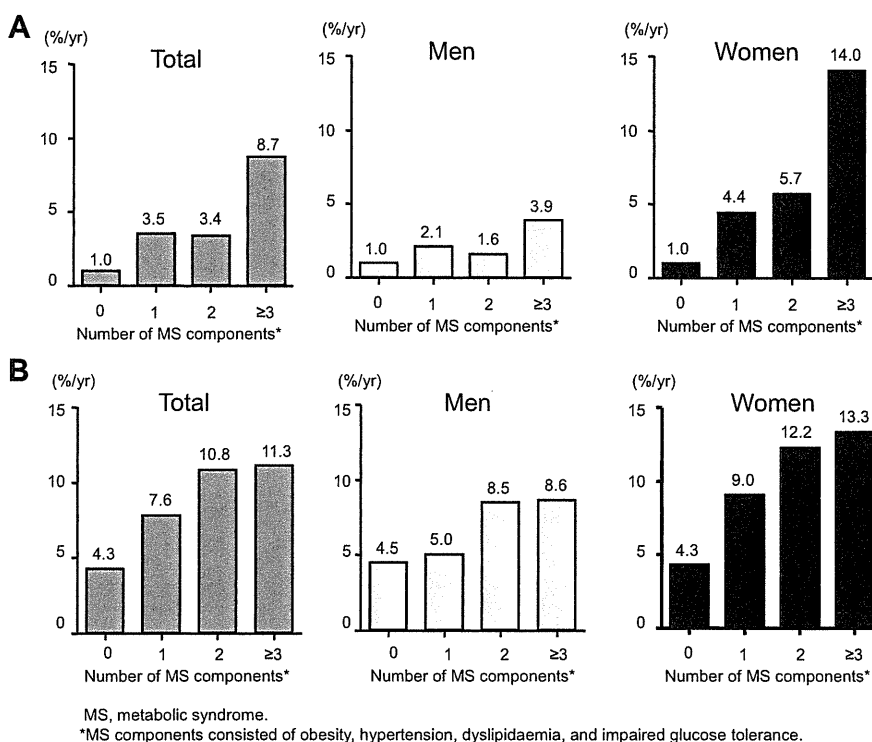 A
(%/yr)
Total
15
10
5
0
1.0
3.5
3.4
8.7
0 1 2 ≥3
Number of MS components*
(%/yr)
Men
15
10
5
0
1.0
2.1
1.6
3.9
0 1 2 ≥3
Number of MS components*
(%/yr)
Women
15
10
5
0
1.0
4.4
5.7
14.0
0 1 2 ≥3
Number of MS components*
B
(%/yr)
Total
15
10
5
0
4.3
7.6
10.8
11.3
0 1 2 ≥3
Number of MS components*
(%/yr)
Men
15
10
5
0
4.5
5.0
8.5
8.6
0 1 2 ≥3
Number of MS components*
(%/yr)
Women
15
10
5
0
4.3
9.0
12.2
13.3
0 1 2 ≥3
Number of MS components*
MS, metabolic syndrome.
*MS components consisted of obesity, hypertension, dyslipidaemia, and impaired glucose tolerance.